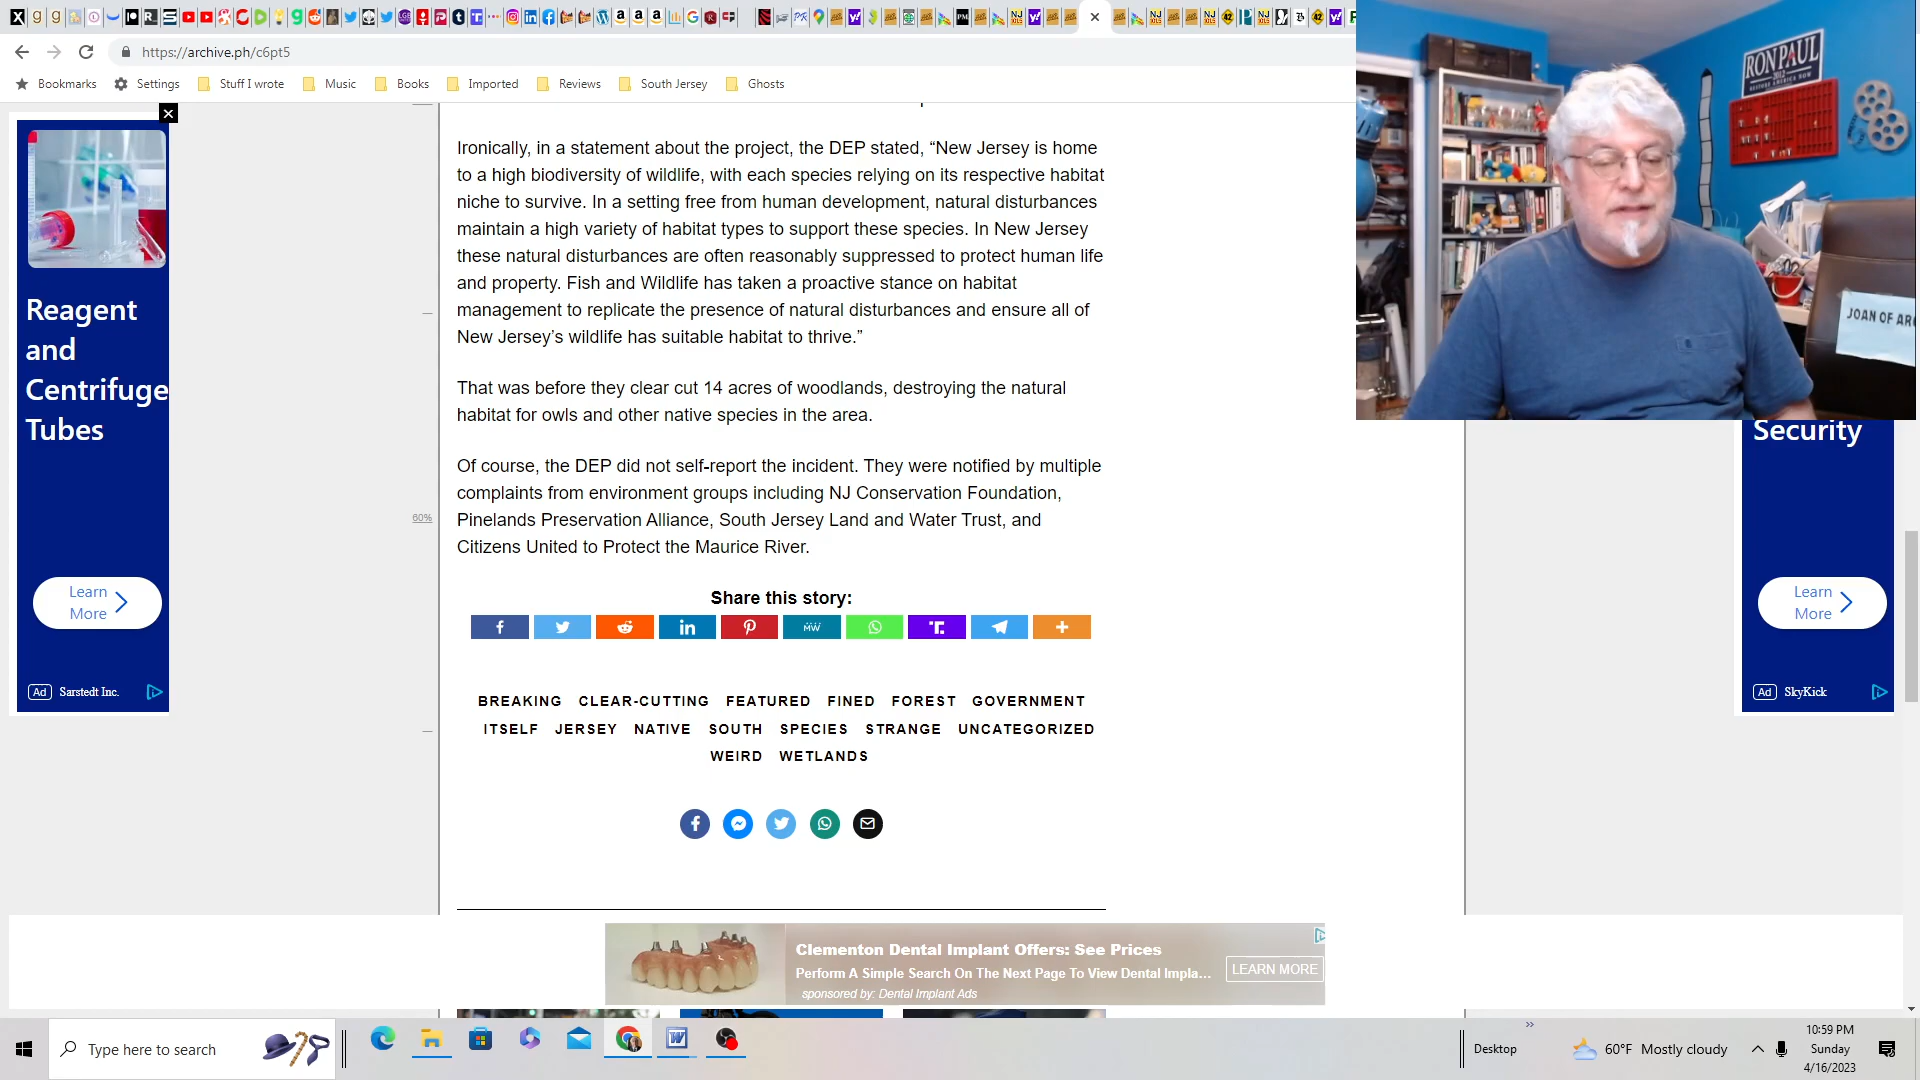 https://archive.ph/c6pt5
Bookmarks Settings Stuff I wrote Music Books Imported Reviews South Jersey Ghosts
Ironically, in a statement about the project, the DEP stated, “New Jersey is home
to a high biodiversity of wildlife, with each species relying on its respective habitat
niche to survive. In a setting free from human development, natural disturbances
maintain a high variety of habitat types to support these species. In New Jersey
these natural disturbances are often reasonably suppressed to protect human life
and property. Fish and Wildlife has taken a proactive stance on habitat
management to replicate the presence of natural disturbances and ensure all of
New Jersey’s wildlife has suitable habitat to thrive.”
That was before they clear cut 14 acres of woodlands, destroying the natural
habitat for owls and other native species in the area.
Of course, the DEP did not self-report the incident. They were notified by multiple
complaints from environment groups including NJ Conservation Foundation,
Pinelands Preservation Alliance, South Jersey Land and Water Trust, and
Citizens United to Protect the Maurice River.
60%
Share this story:
BREAKING CLEAR-CUTTING FEATURED FINED FOREST GOVERNMENT
ITSELF JERSEY NATIVE SOUTH SPECIES STRANGE UNCATEGORIZED
WEIRD WETLANDS
Reagent
and
Centrifuge
Tubes
Learn
More
Ad Sarstedt Inc.
RON PAUL
2012
JOAN OF AR
Security
Learn
More
Ad SkyKick
Clementon Dental Implant Offers: See Prices
Perform A Simple Search On The Next Page To View Dental Impla...
sponsored by: Dental Implant Ads
LEARN MORE
Type here to search
Desktop
60°F Mostly cloudy
10:59 PM
Sunday
4/16/2023